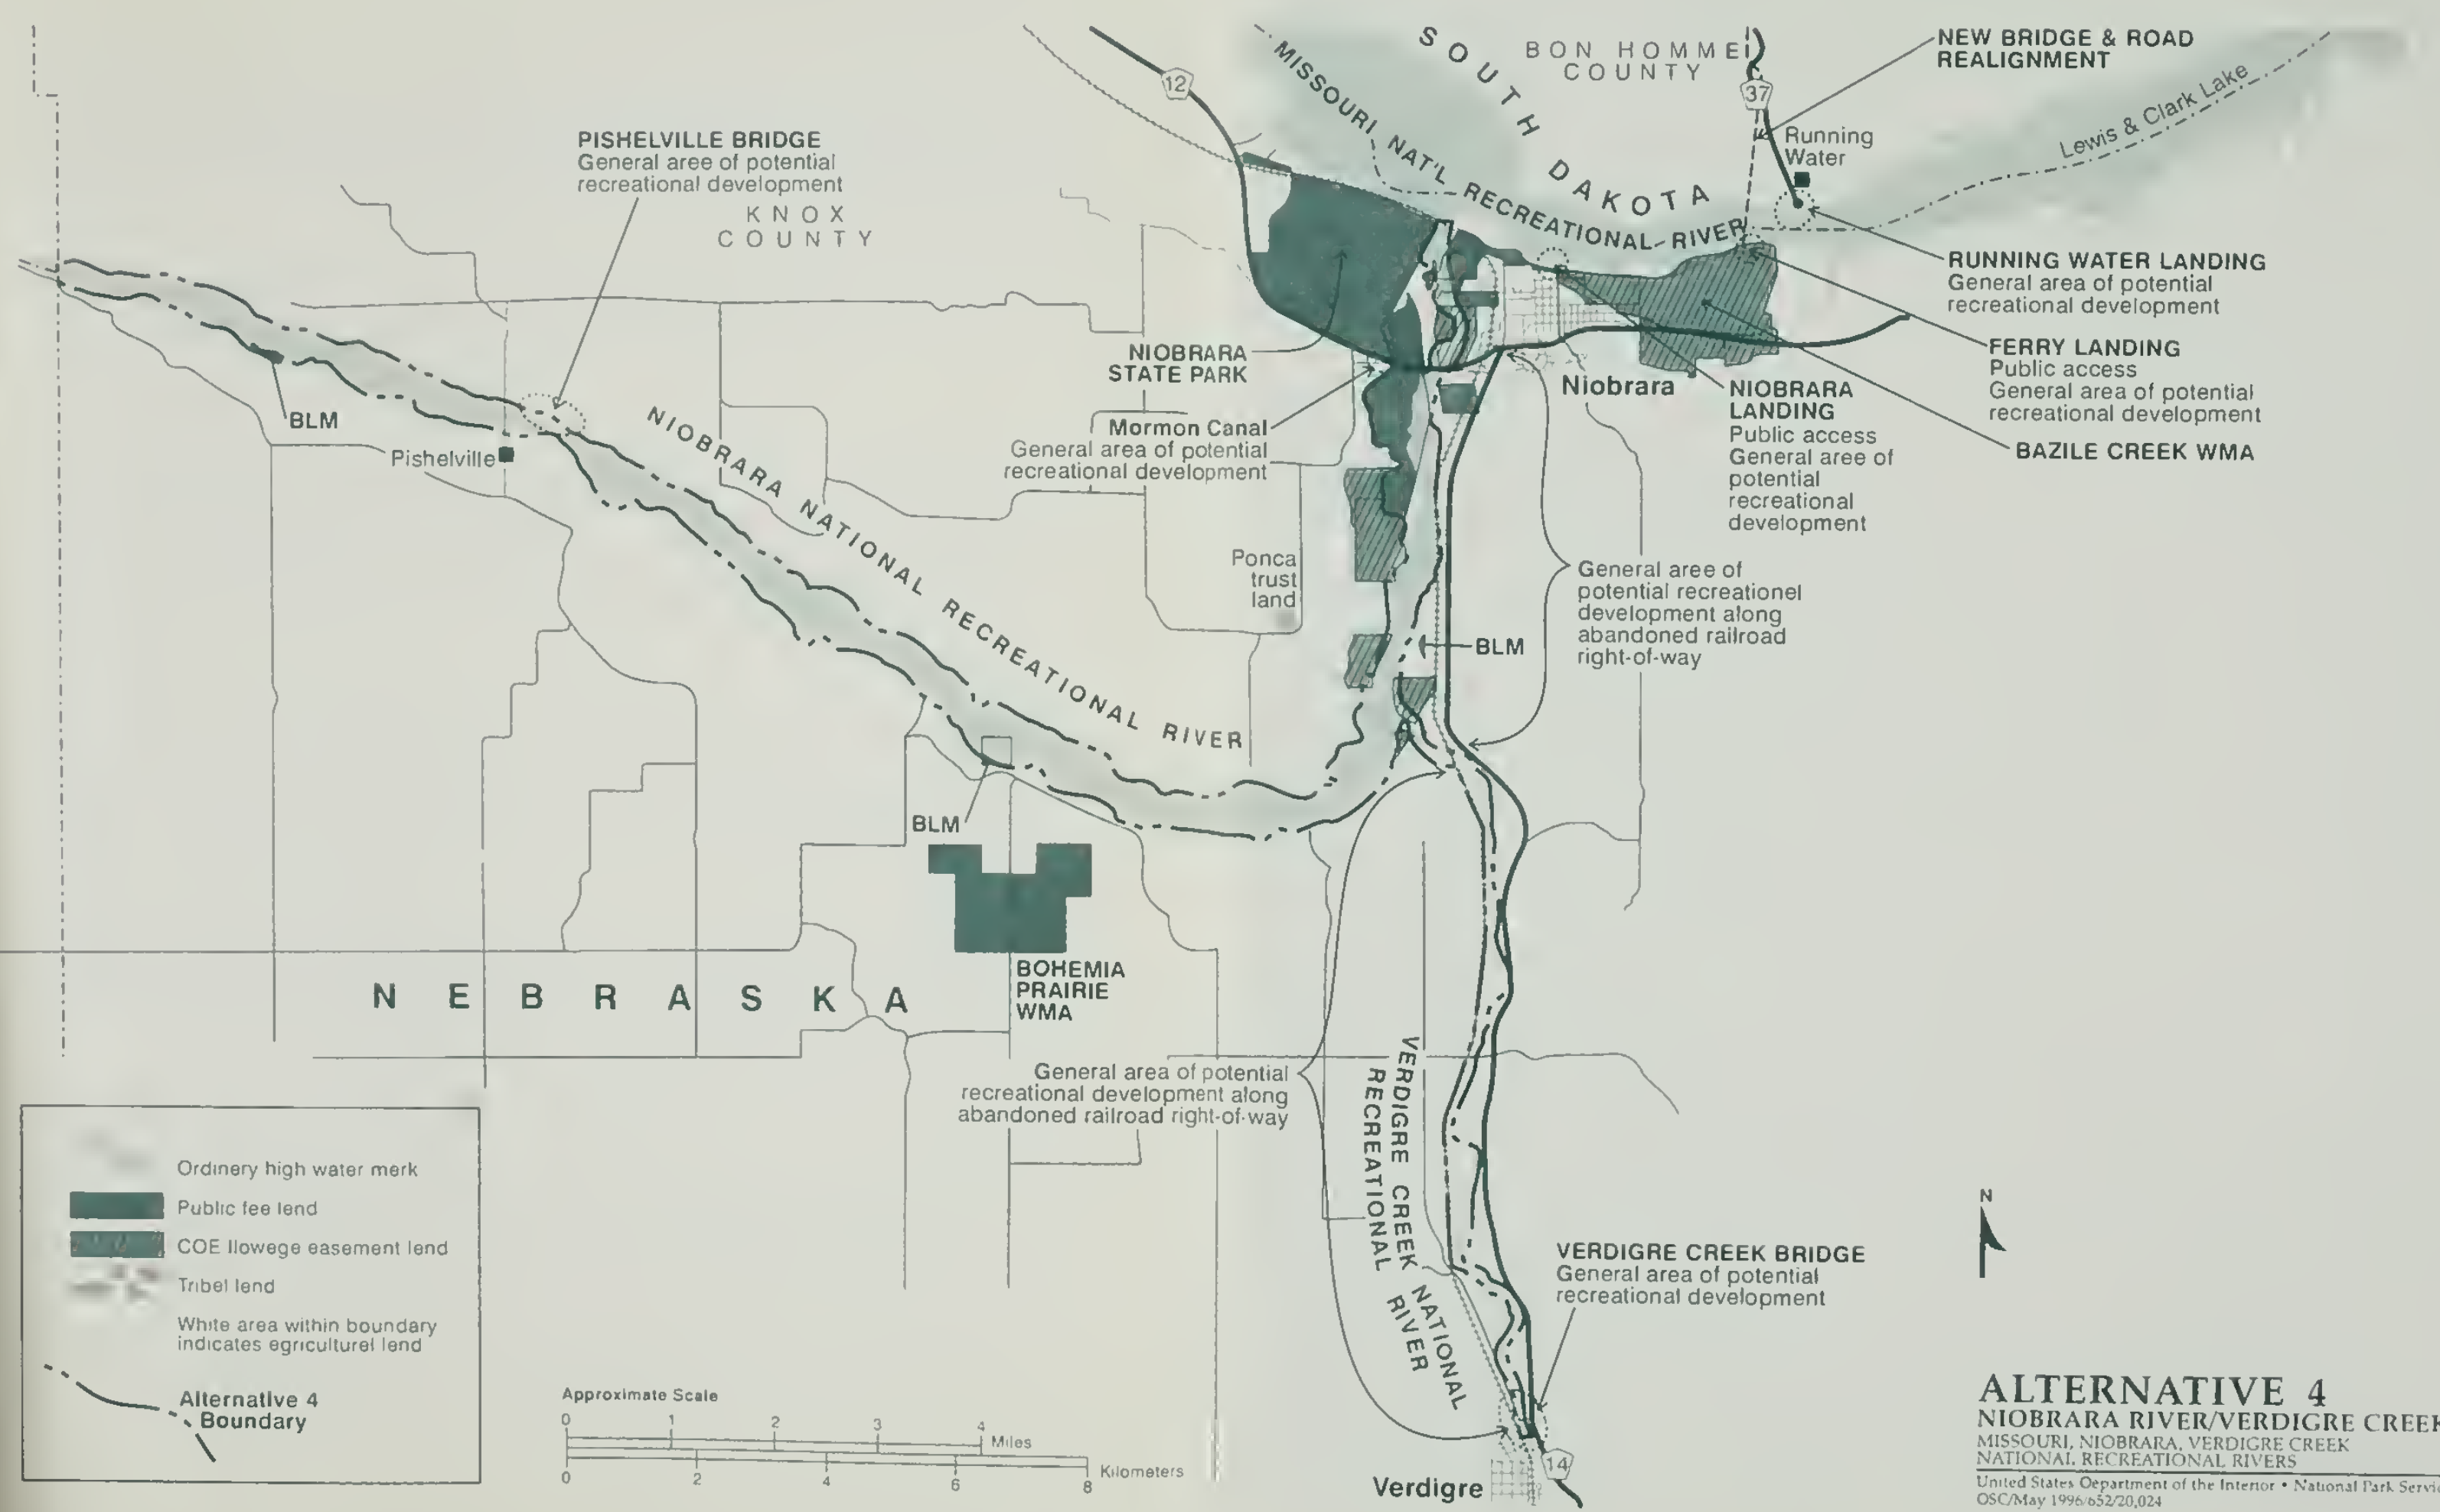 SOUTH DAKOTA
BON HOMME
COUNTY
NEW BRIDGE & ROAD
REALIGNMENT
12
37
MISSOURI NAT'L RECREATIONAL RIVER
Running
Water
Lewis & Clark Lake
PISHELVILLE BRIDGE
General area of potential
recreational development
KNOX
COUNTY
RUNNING WATER LANDING
General area of potential
recreational development
FERRY LANDING
Public access
General area of potential
recreational development
BAZILE CREEK WMA
NIOBRARA
STATE PARK
Niobrara
NIOBRARA
LANDING
Public access
General area of
potential
recreational
development
Mormon Canal
General area of potential
recreational development
BLM
Pishelville
NIOBRARA NATIONAL RECREATIONAL RIVER
Ponca
trust
land
General area of
potential recreationel
development along
abandoned railroad
right-of-way
BLM
BLM
BOHEMIA
PRAIRIE
WMA
NEBRASKA
General area of potential
recreational development along
abandoned railroad right-of-way
VERDIGRE CREEK NATIONAL
RECREATIONAL RIVER
VERDIGRE CREEK BRIDGE
General area of potential
recreational development
14
Verdigre
N
Ordinery high water merk
Public fee lend
COE llowege easement lend
Tribel lend
White area within boundary
indicates egriculturel lend
Alternative 4
Boundary
Approximate Scale
0 1 2 3 4
Miles
Kilometers
0 2 4 6 8
ALTERNATIVE 4
NIOBRARA RIVER/VERDIGRE CREEK
MISSOURI, NIOBRARA, VERDIGRE CREEK
NATIONAL RECREATIONAL RIVERS
United States Oepartment of the Interior • National Park Servi
OSC/May 1996/652/20,024